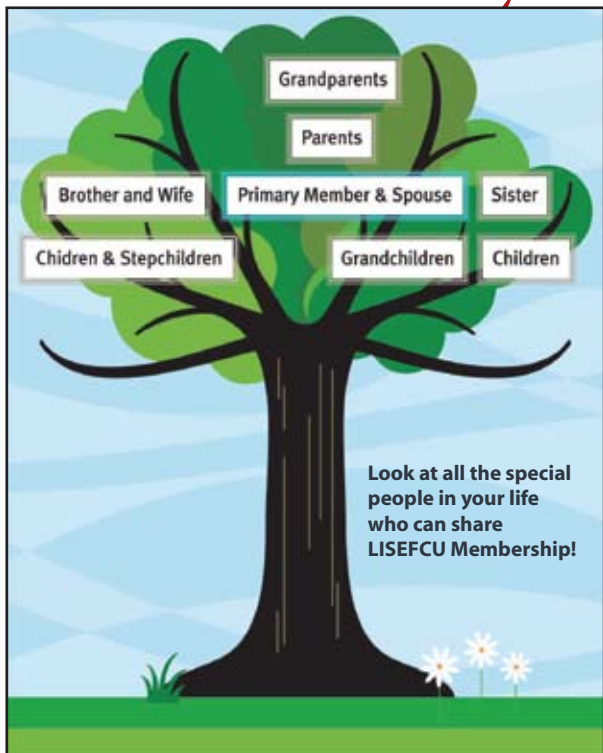 Grandparents
Parents
Brother and Wife
Primary Member & Spouse
Sister
Chidren & Stepchildren
Grandchildren
Children
Look at all the special
people in your life
who can share
LISEFCU Membership!